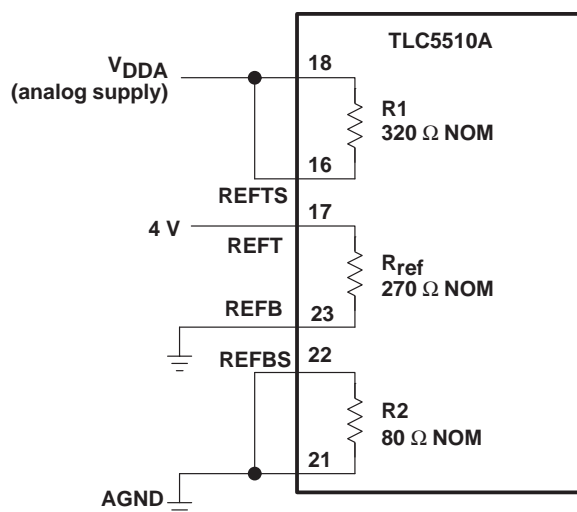 TLC5510A
VDDA
(analog supply)
18
R1
320 Ω NOM
16
REFTS
17
4 V
REFT
Rref
270 Ω NOM
REFB
23
22
REFBS
R2
80 Ω NOM
21
AGND